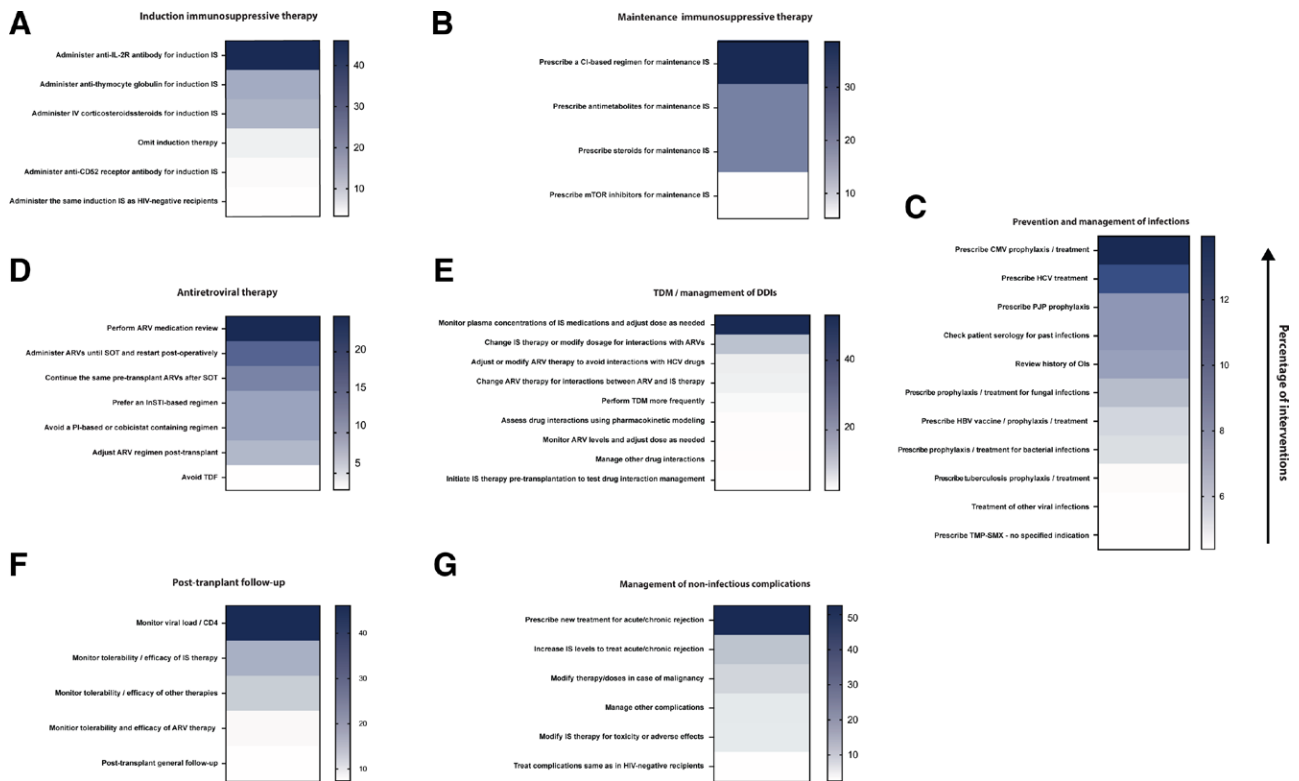 A
Induction immunosuppressive therapy
Administer anti-IL-2R antibody for induction IS
Administer anti-thymocyte globulin for induction IS
Administer IV corticosteroidssteroids for induction IS
Omit induction therapy
Administer anti-CD52 receptor antibody for induction IS
Administer the same induction IS as HIV-negative recipients
40
30
20
10
B
Maintenance immunosuppressive therapy
Prescribe a CI-based regimen for maintenance IS
Prescribe antimetabolites for maintenance IS
Prescribe steroids for maintenance IS
Prescribe mTOR inhibitors for maintenance IS
30
20
10
C
Prevention and management of infections
Prescribe CMV prophylaxis / treatment
Prescribe HCV treatment
Prescribe PJP prophylaxis
Check patient serology for past infections
Review history of OIs
Prescribe prophylaxis / treatment for fungal infections
Prescribe HBV vaccine / prophylaxis / treatment
Prescribe prophylaxis / treatment for bacterial infections
Prescribe tuberculosis prophylaxis / treatment
Treatment of other viral infections
Prescribe TMP-SMX - no specified indication
12
10
8
6
Percentage of interventions
D
Antiretroviral therapy
Perform ARV medication review
Administer ARVs until SOT and restart post-operatively
Continue the same pre-transplant ARVs after SOT
Prefer an InSTI-based regimen
Avoid a PI-based or cobicistat containing regimen
Adjust ARV regimen post-transplant
Avoid TDF
20
15
10
5
E
TDM / managmement of DDIs
Monitor plasma concentrations of IS medications and adjust dose as needed
Change IS therapy or modify dosage for interactions with ARVs
Adjust or modify ARV therapy to avoid interactions with HCV drugs
Change ARV therapy for interactions between ARV and IS therapy
Perform TDM more frequently
Assess drug interactions using pharmacokinetic modeling
Monitor ARV levels and adjust dose as needed
Manage other drug interactions
Initiate IS therapy pre-transplantation to test drug interaction management
40
20
F
Post-tranplant follow-up
Monitor viral load / CD4
Monitor tolerability / efficacy of IS therapy
Monitor tolerability / efficacy of other therapies
Monitior tolerability and efficacy of ARV therapy
Post-transplant general follow-up
40
30
20
10
G
Management of non-infectious complications
Prescribe new treatment for acute/chronic rejection
Increase IS levels to treat acute/chronic rejection
Modify therapy/doses in case of malignancy
Manage other complications
Modify IS therapy for toxicity or adverse effects
Treat complications same as in HIV-negative recipients
50
40
30
20
10